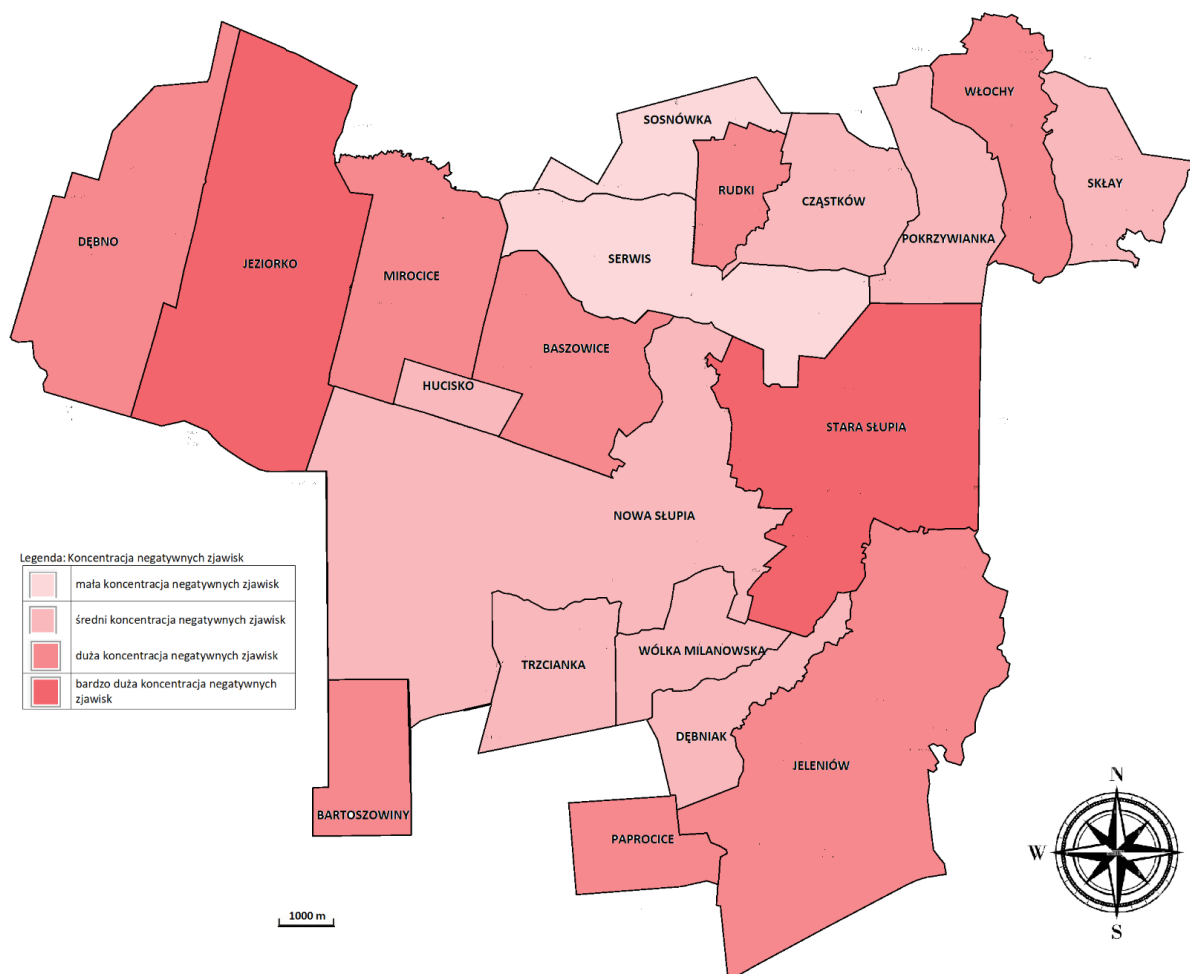 WŁOCHY
SOSNÓWKA
SKŁAY
RUDKI
CZĄSTKÓW
DĘBNO
POKRZYWIANKA
SERWIS
JEZIORKO
MIROCICE
BASZOWICE
HUCISKO
STARA SŁUPIA
NOWA SŁUPIA
Legenda: Koncentracja negatywnych zjawisk
mała koncentracja negatywnych zjawisk
średni koncentracja negatywnych zjawisk
duża koncentracja negatywnych zjawisk
bardzo duża koncentracja negatywnych
zjawisk
WÓLKA MILANOWSKA
TRZCIANKA
DĘBNIAK
JELENIÓW
BARTOSZOWINY
PAPROCICE
N
W
S
1000 m